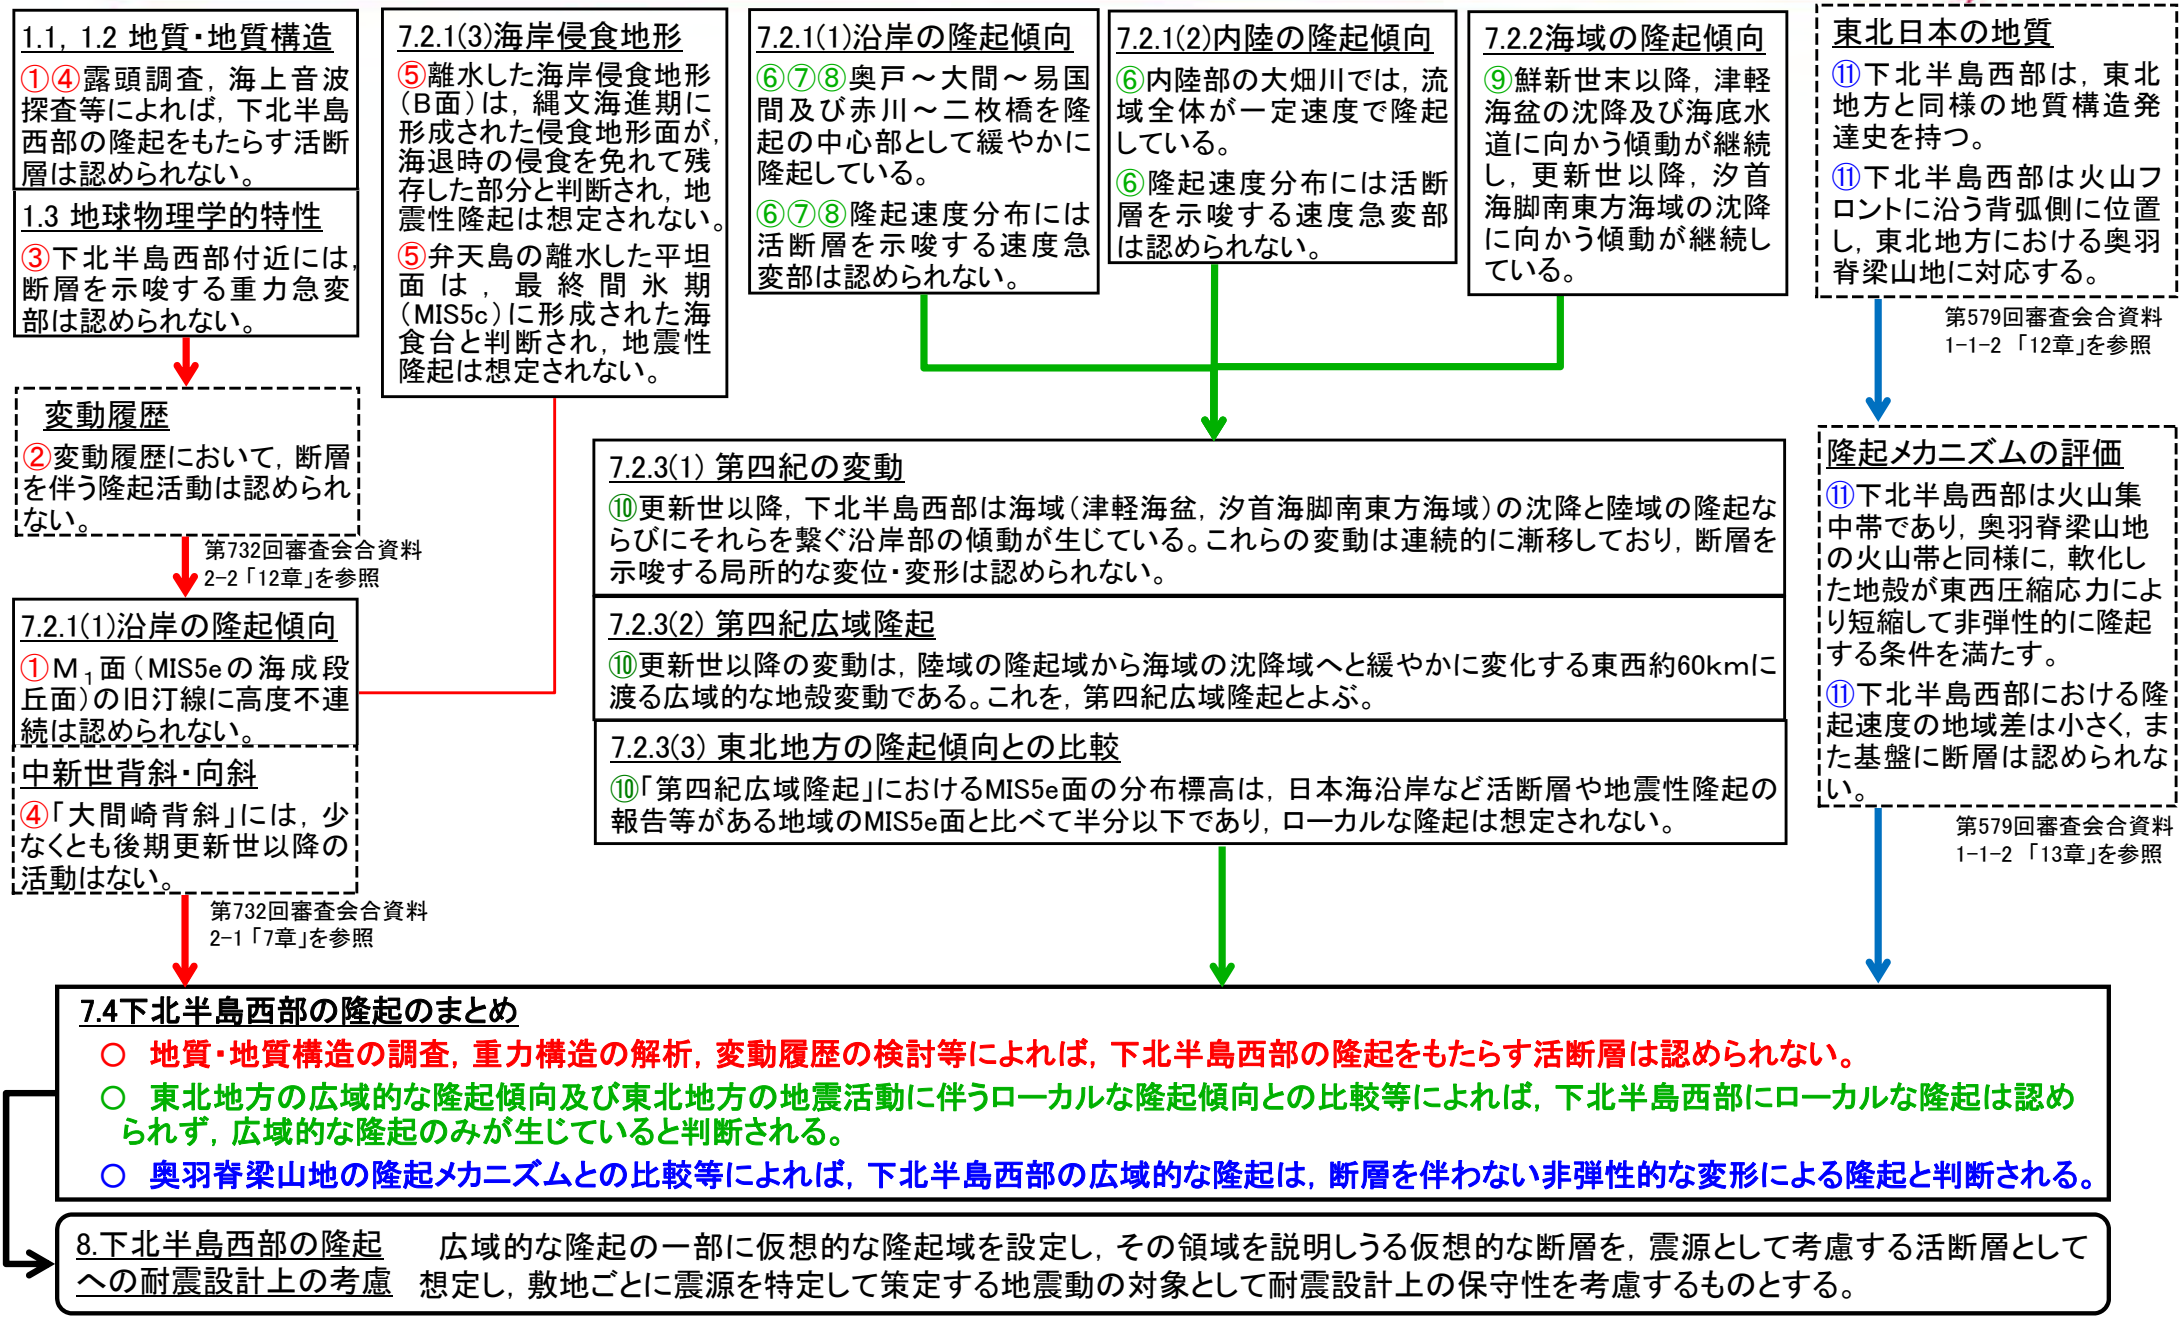 1.1, 1.2 地質・地質構造
①④露頭調査, 海上音波
探査等によれば, 下北半島
西部の隆起をもたらす活断
層は認められない。
1.3 地球物理学的特性
③下北半島西部付近には,
断層を示唆する重力急変
部は認められない。
変動履歴
②変動履歴において, 断層
を伴う隆起活動は認められ
ない。
第732回審査会合資料
2-2 「12章」を参照
7.2.1(1)沿岸の隆起傾向
①M₁面(MIS5eの海成段
丘面)の旧汀線に高度不連
続は認められない。
中新世背斜・向斜
④「大間崎背斜」には, 少
なくとも後期更新世以降の
活動はない。
第732回審査会合資料
2-1 「7章」を参照
7.2.1(3)海岸侵食地形
⑤離水した海岸侵食地形
(B面)は, 縄文海進期に
形成された侵食地形面が,
海退時の侵食を免れて残
存した部分と判断され, 地
震性隆起は想定されない。
⑤弁天島の離水した平坦
面は, 最終間氷期
(MIS5c)に形成された海
食台と判断され, 地震性
隆起は想定されない。
7.2.1(1)沿岸の隆起傾向
⑥⑦⑧奥戸～大間～易国
間及び赤川～二枚橋を隆
起の中心部として緩やかに
隆起している。
⑥⑦⑧隆起速度分布には
活断層を示唆する速度急
変部は認められない。
7.2.1(2)内陸の隆起傾向
⑥内陸部の大畑川では, 流
域全体が一定速度で隆起
している。
⑥隆起速度分布には活断
層を示唆する速度急変部
は認められない。
7.2.2海域の隆起傾向
⑨鮮新世末以降, 津軽
海盆の沈降及び海底水
道に向かう傾動が継続
し, 更新世以降, 汐首
海脚南東方海域の沈降
に向かう傾動が継続し
ている。
7.2.3(1) 第四紀の変動
⑩更新世以降, 下北半島西部は海域(津軽海盆, 汐首海脚南東方海域)の沈降と陸域の隆起な
らびにそれらを繋ぐ沿岸部の傾動が生じている。これらの変動は連続的に漸移しており, 断層を
示唆する局所的な変位・変形は認められない。
7.2.3(2) 第四紀広域隆起
⑩更新世以降の変動は, 陸域の隆起域から海域の沈降域へと緩やかに変化する東西約60kmに
渡る広域的な地殻変動である。これを, 第四紀広域隆起とよぶ。
7.2.3(3) 東北地方の隆起傾向との比較
⑩「第四紀広域隆起」におけるMIS5e面の分布標高は, 日本海沿岸など活断層や地震性隆起の
報告等がある地域のMIS5e面と比べて半分以下であり, ローカルな隆起は想定されない。
東北日本の地質
⑪下北半島西部は, 東北
地方と同様の地質構造発
達史を持つ。
⑪下北半島西部は火山フ
ロントに沿う背弧側に位置
し, 東北地方における奥羽
脊梁山地に対応する。
第579回審査会合資料
1-1-2 「12章」を参照
隆起メカニズムの評価
⑪下北半島西部は火山集
中帯であり, 奥羽脊梁山地
の火山帯と同様に, 軟化し
た地殻が東西圧縮応力によ
り短縮して非弾性的に隆起
する条件を満たす。
⑪下北半島西部における隆
起速度の地域差は小さく, ま
た基盤に断層は認められな
い。
第579回審査会合資料
1-1-2 「13章」を参照
7.4下北半島西部の隆起のまとめ
○ 地質・地質構造の調査, 重力構造の解析, 変動履歴の検討等によれば, 下北半島西部の隆起をもたらす活断層は認められない。
○ 東北地方の広域的な隆起傾向及び東北地方の地震活動に伴うローカルな隆起傾向との比較等によれば, 下北半島西部にローカルな隆起は認め
られず, 広域的な隆起のみが生じていると判断される。
○ 奥羽脊梁山地の隆起メカニズムとの比較等によれば, 下北半島西部の広域的な隆起は, 断層を伴わない非弾性的な変形による隆起と判断される。
8.下北半島西部の隆起
への耐震設計上の考慮
広域的な隆起の一部に仮想的な隆起域を設定し, その領域を説明しうる仮想的な断層を, 震源として考慮する活断層として
想定し, 敷地ごとに震源を特定して策定する地震動の対象として耐震設計上の保守性を考慮するものとする。